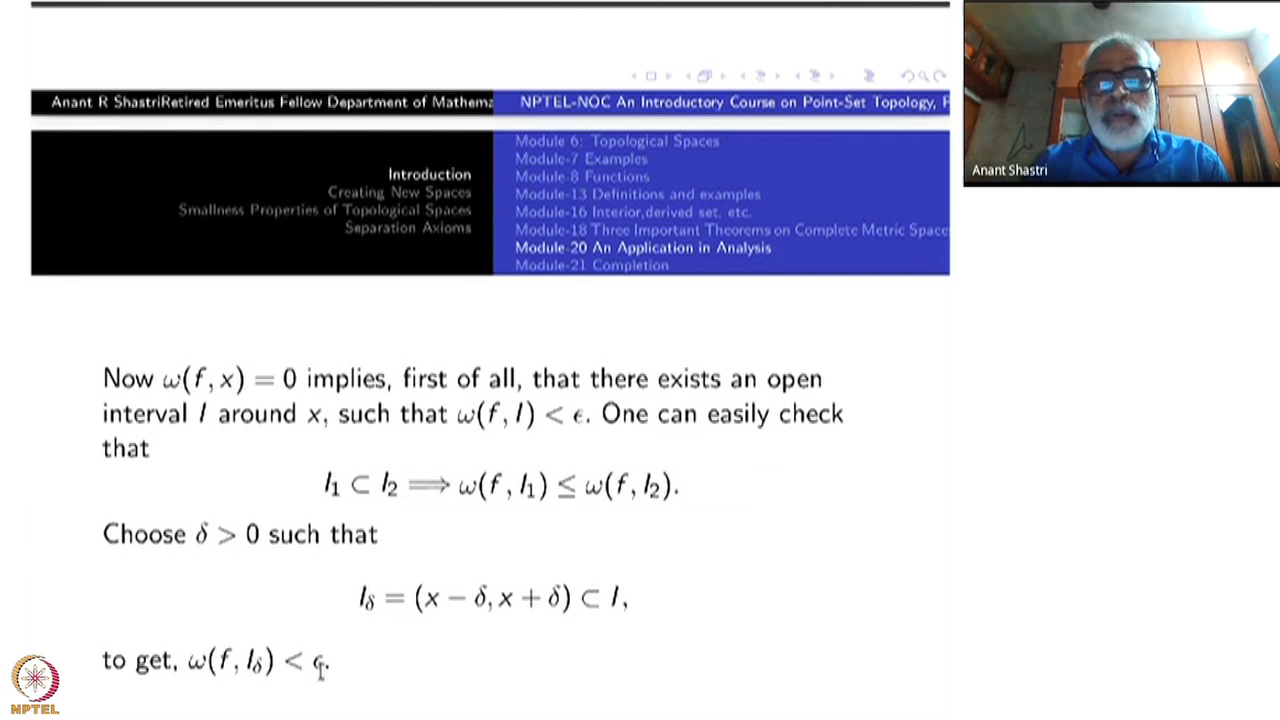 Anant R ShastriRetired Emeritus Fellow Department of Mathema
NPTEL-NOC An Introductory Course on Point-Set Topology, P
Introduction
Creating New Spaces
Smallness Properties of Topological Spaces
Separation Axioms
Module 6: Topological Spaces
Module-7 Examples
Module-8 Functions
Module-13 Definitions and examples
Module-16 Interior,derived set, etc.
Module-18 Three Important Theorems on Complete Metric Space
Module-20 An Application in Analysis
Module-21 Completion
Anant Shastri
Now ω(f, x) = 0 implies, first of all, that there exists an open
interval I around x, such that ω(f, I) < ϵ. One can easily check
that
I₁ ⊂ I₂ ⟹ ω(f, I₁) ≤ ω(f, I₂).
Choose δ > 0 such that
I_δ = (x − δ, x + δ) ⊂ I,
to get, ω(f, I_δ) < ϵ.
NPTEL